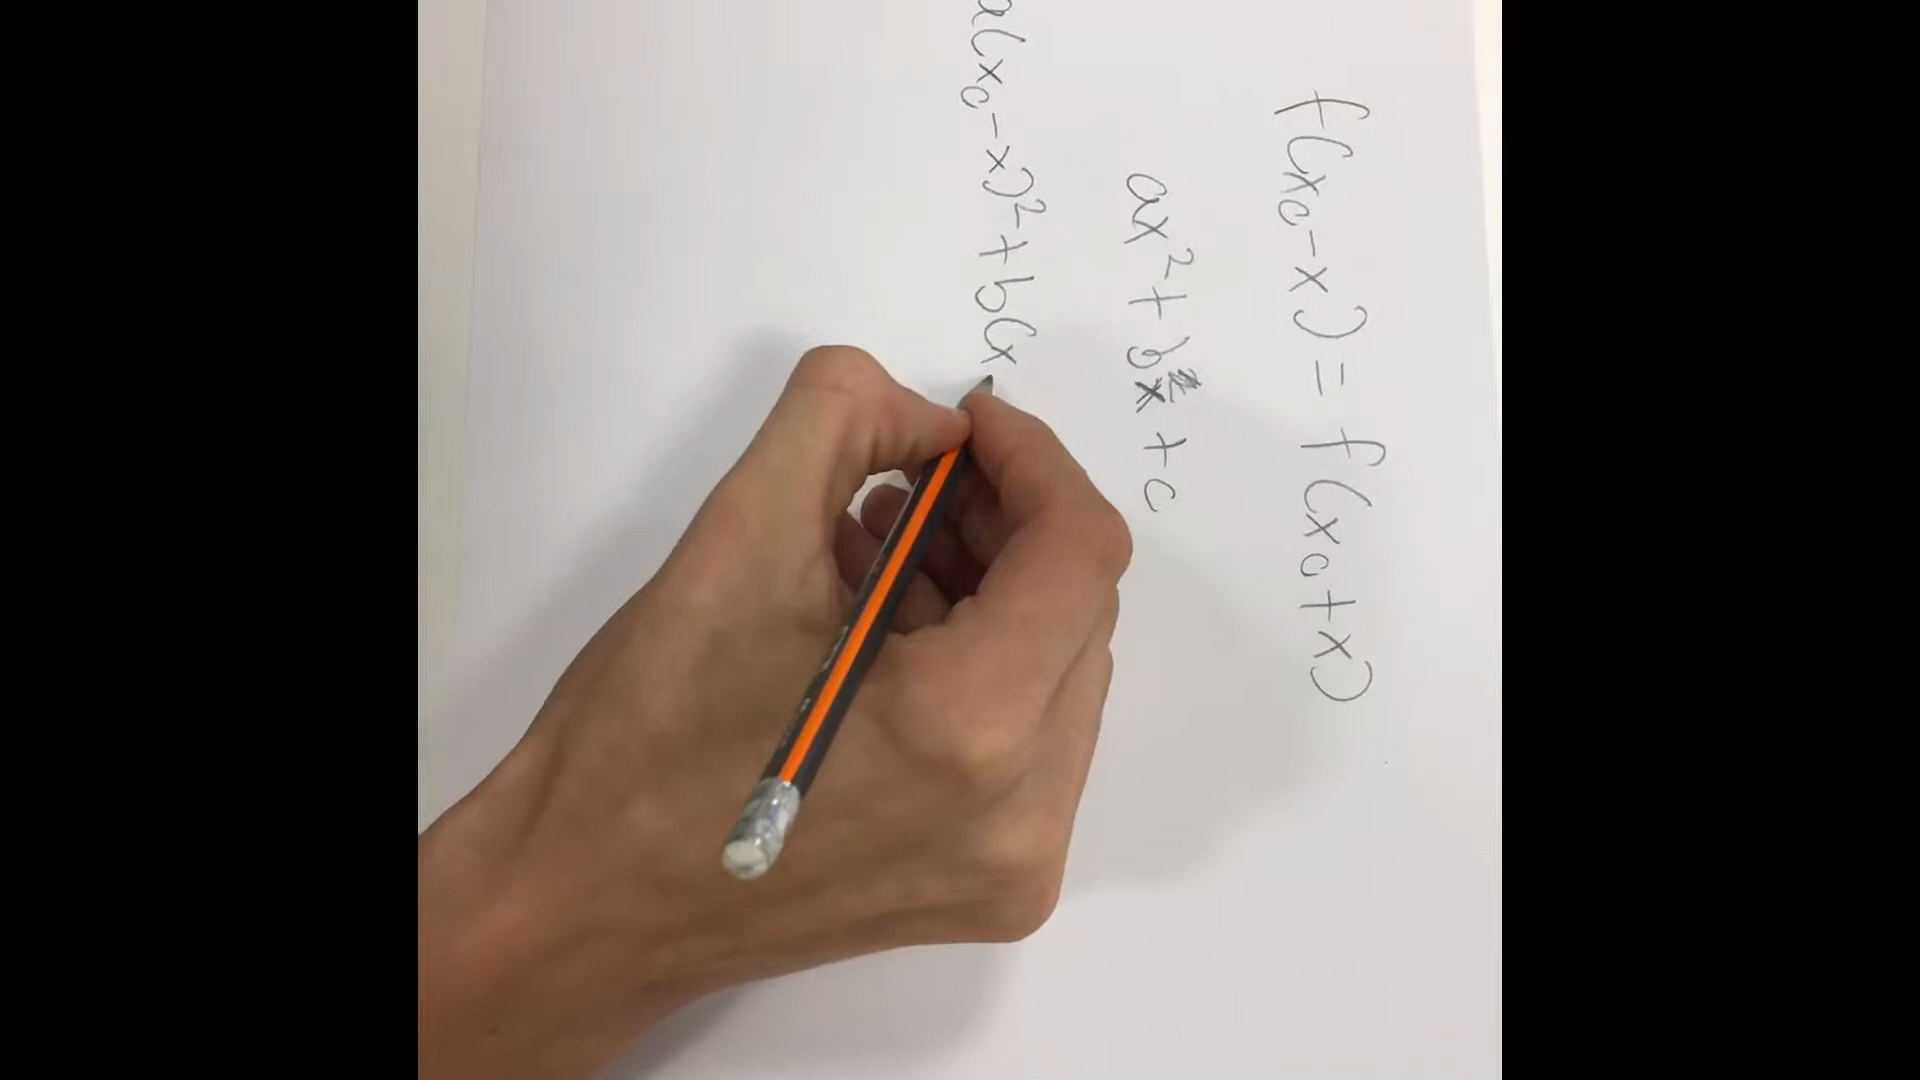 f(x₀-x) = f(x₀+x)
ax²+bx+c
a(x₀-x)²+b(x